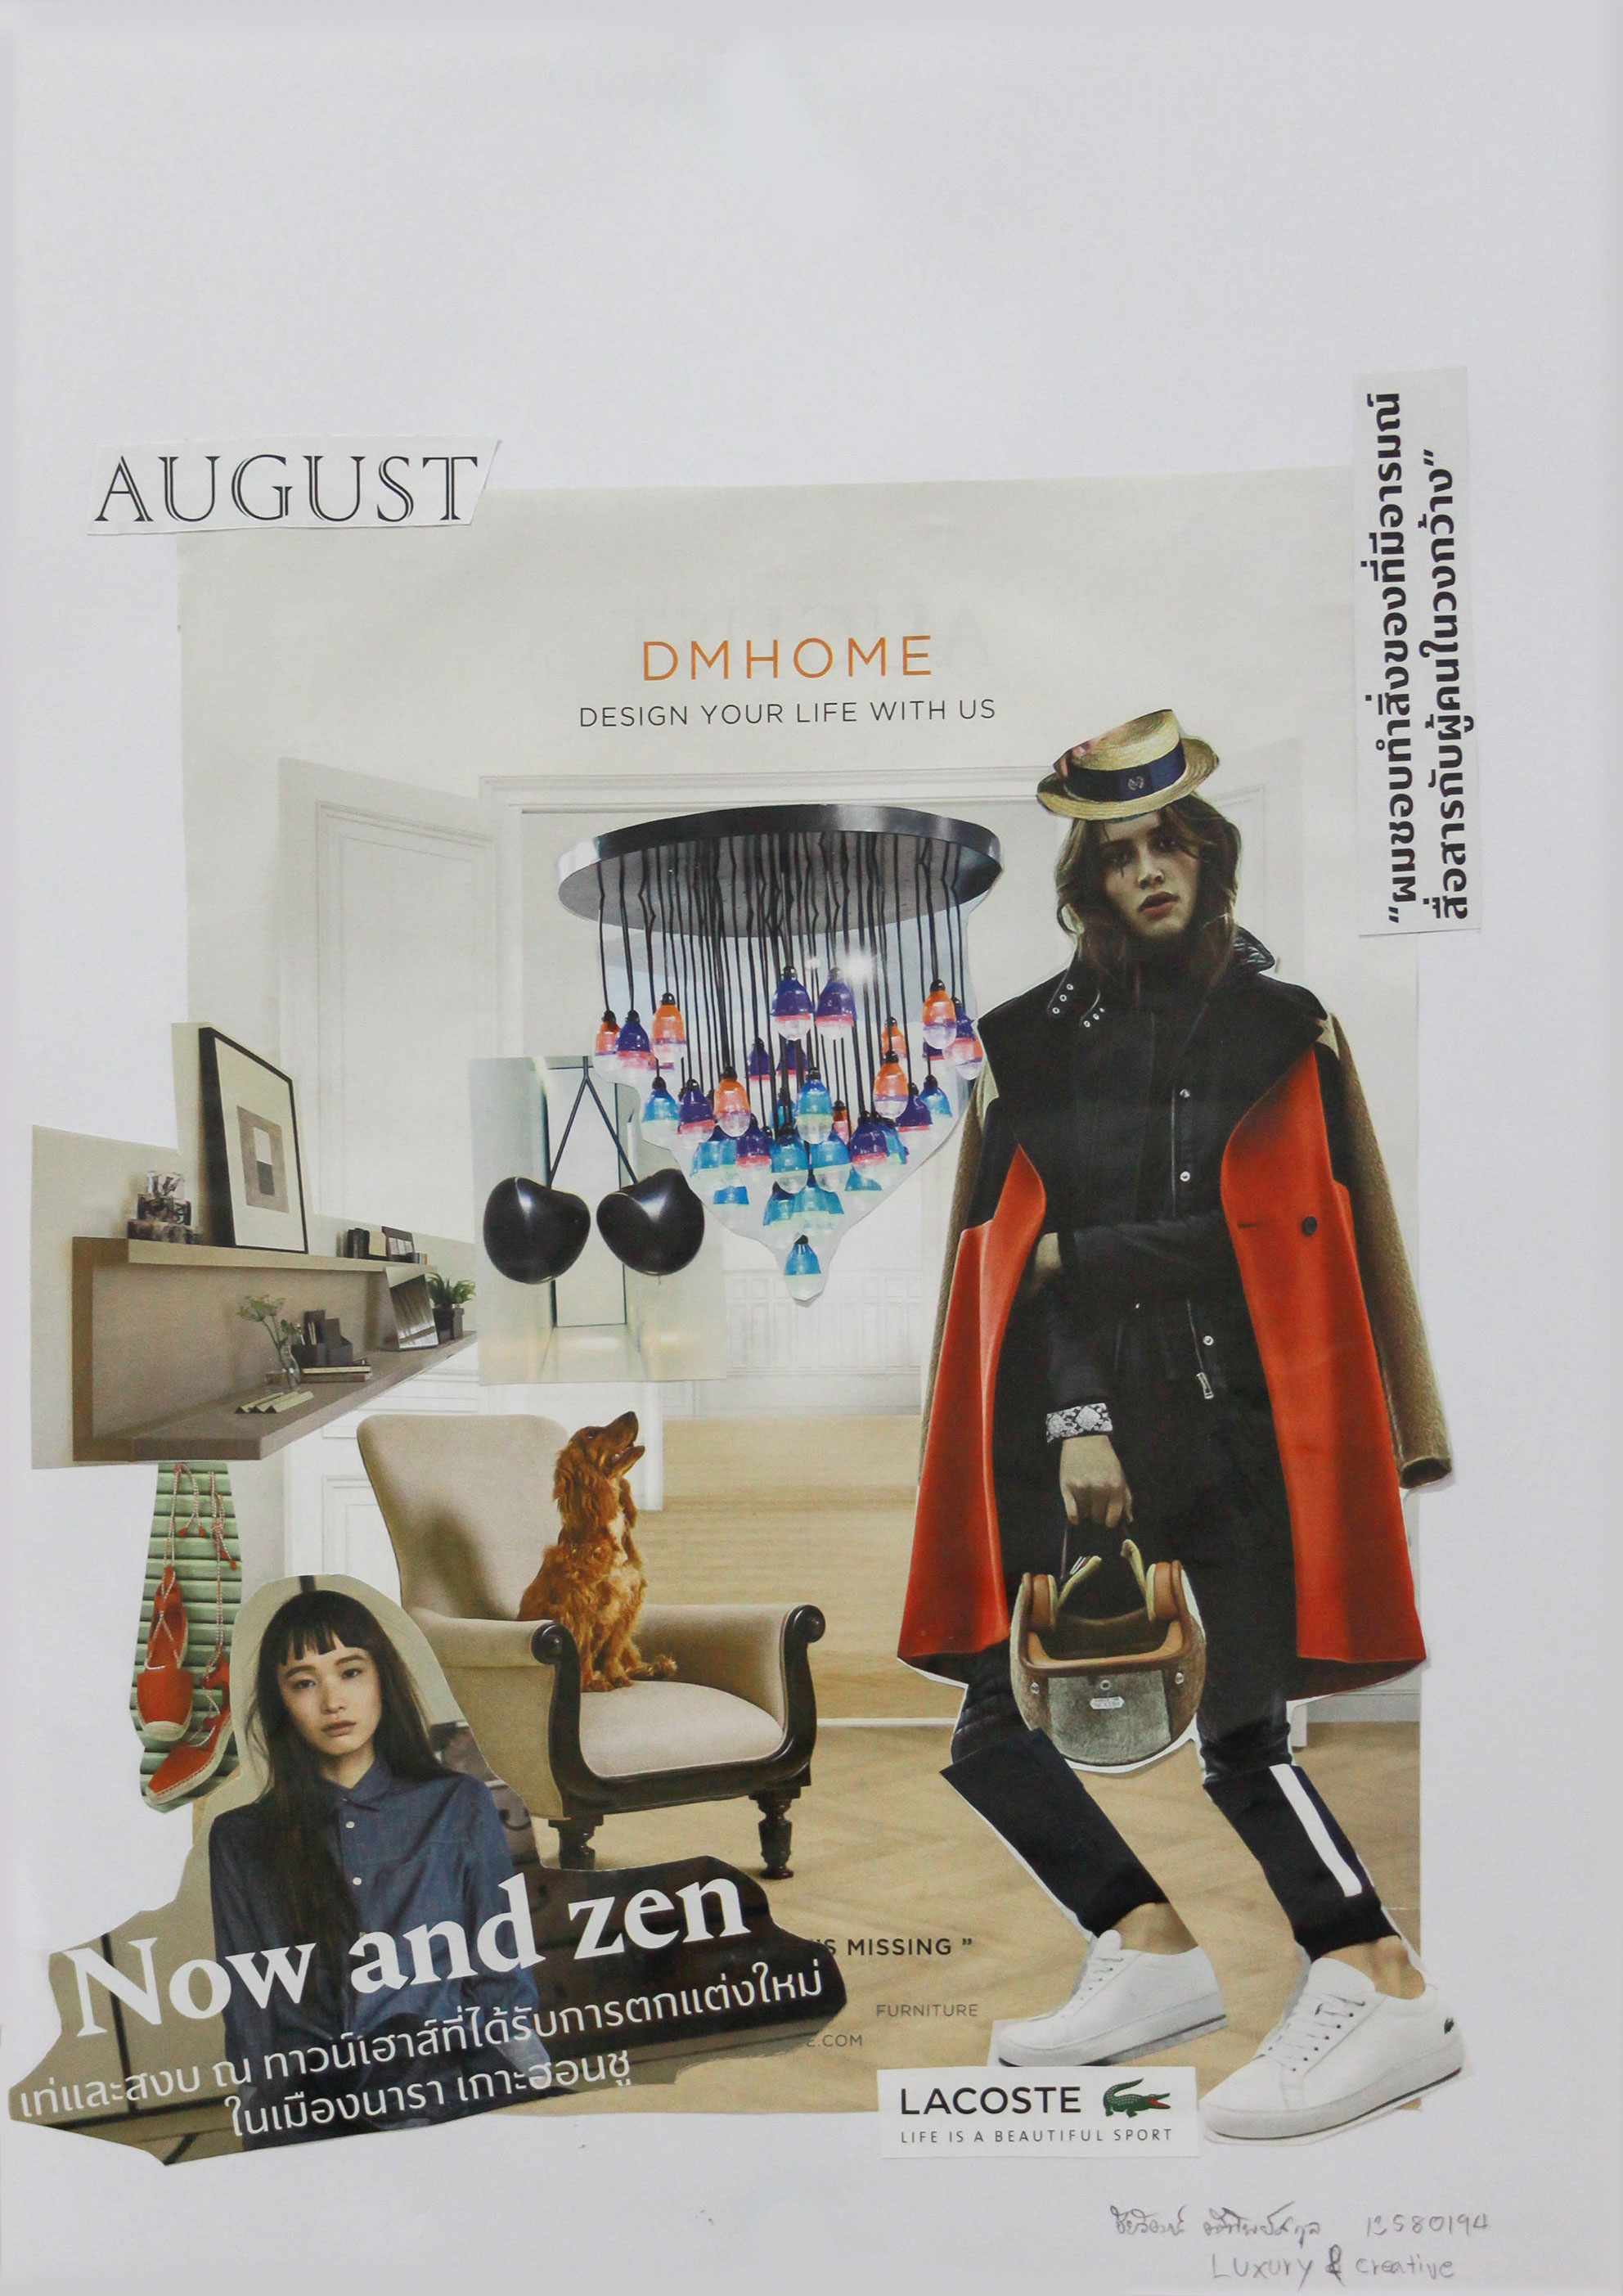 AUGUST
"ผมชอบนำสิ่งของที่มีอารมณ์
สื่อสารกับผู้คนในวงกว้าง"
DMHOME
DESIGN YOUR LIFE WITH US
Now and zen
เท่และสงบ ณ ทาวน์เฮาส์ที่ได้รับการตกแต่งใหม่
ในเมืองนารา เกาะฮอนชู
'S MISSING ”
FURNITURE
E.COM
LACOSTE
LIFE IS A BEAUTIFUL SPORT
13580194
Luxury & creative